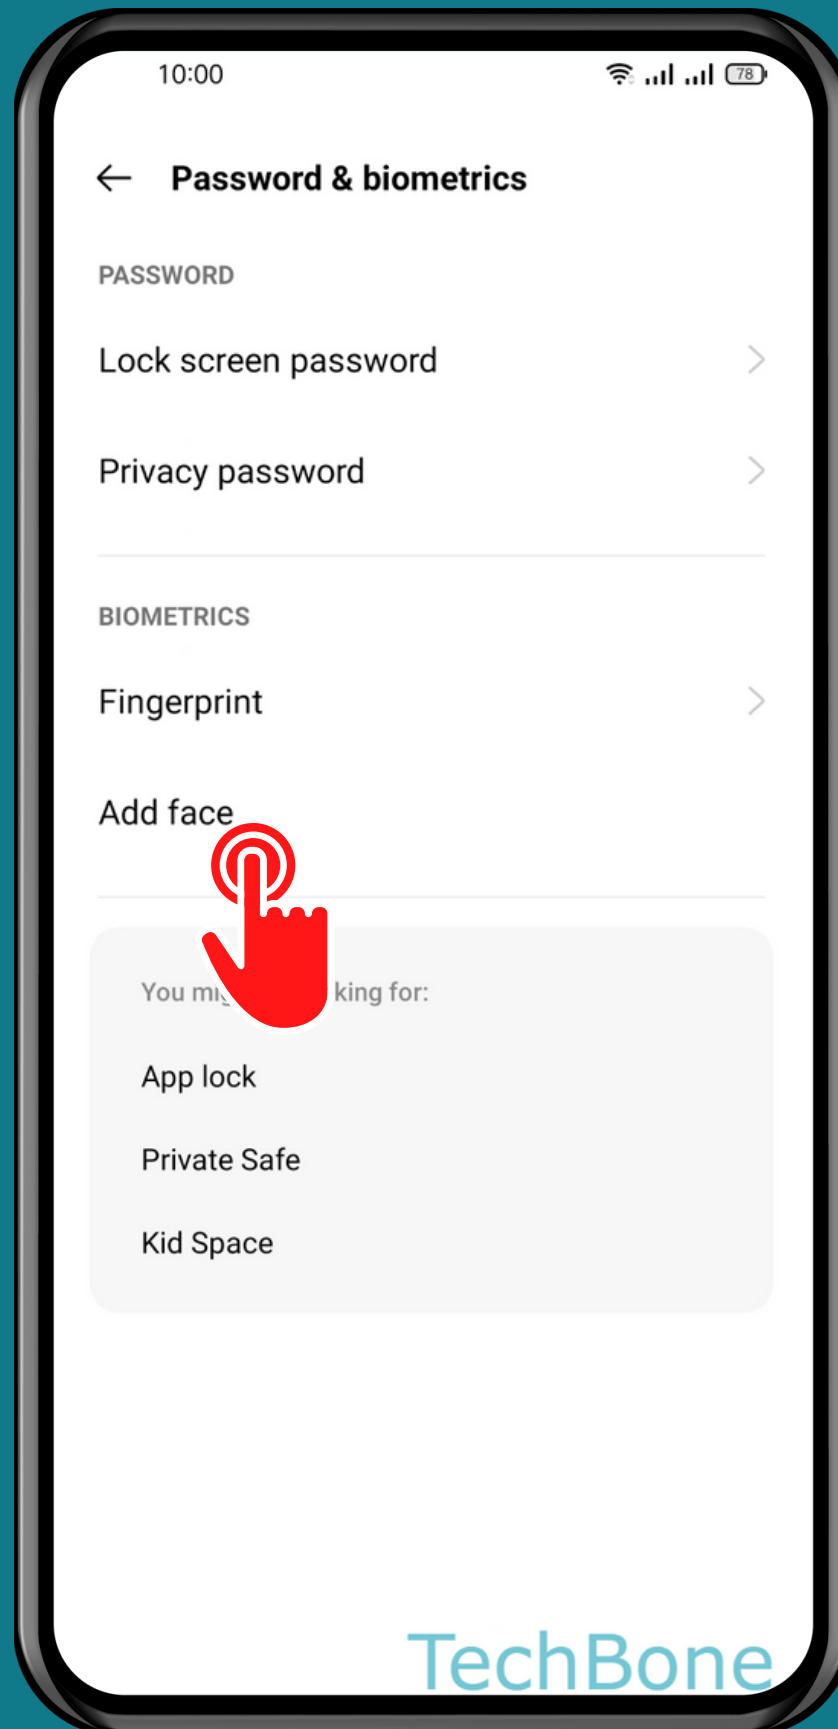 10:00
78
Password & biometrics
PASSWORD
Lock screen password
Privacy password
BIOMETRICS
Fingerprint
Add face
You king for:
App lock
Private Safe
Kid Space
TechBone